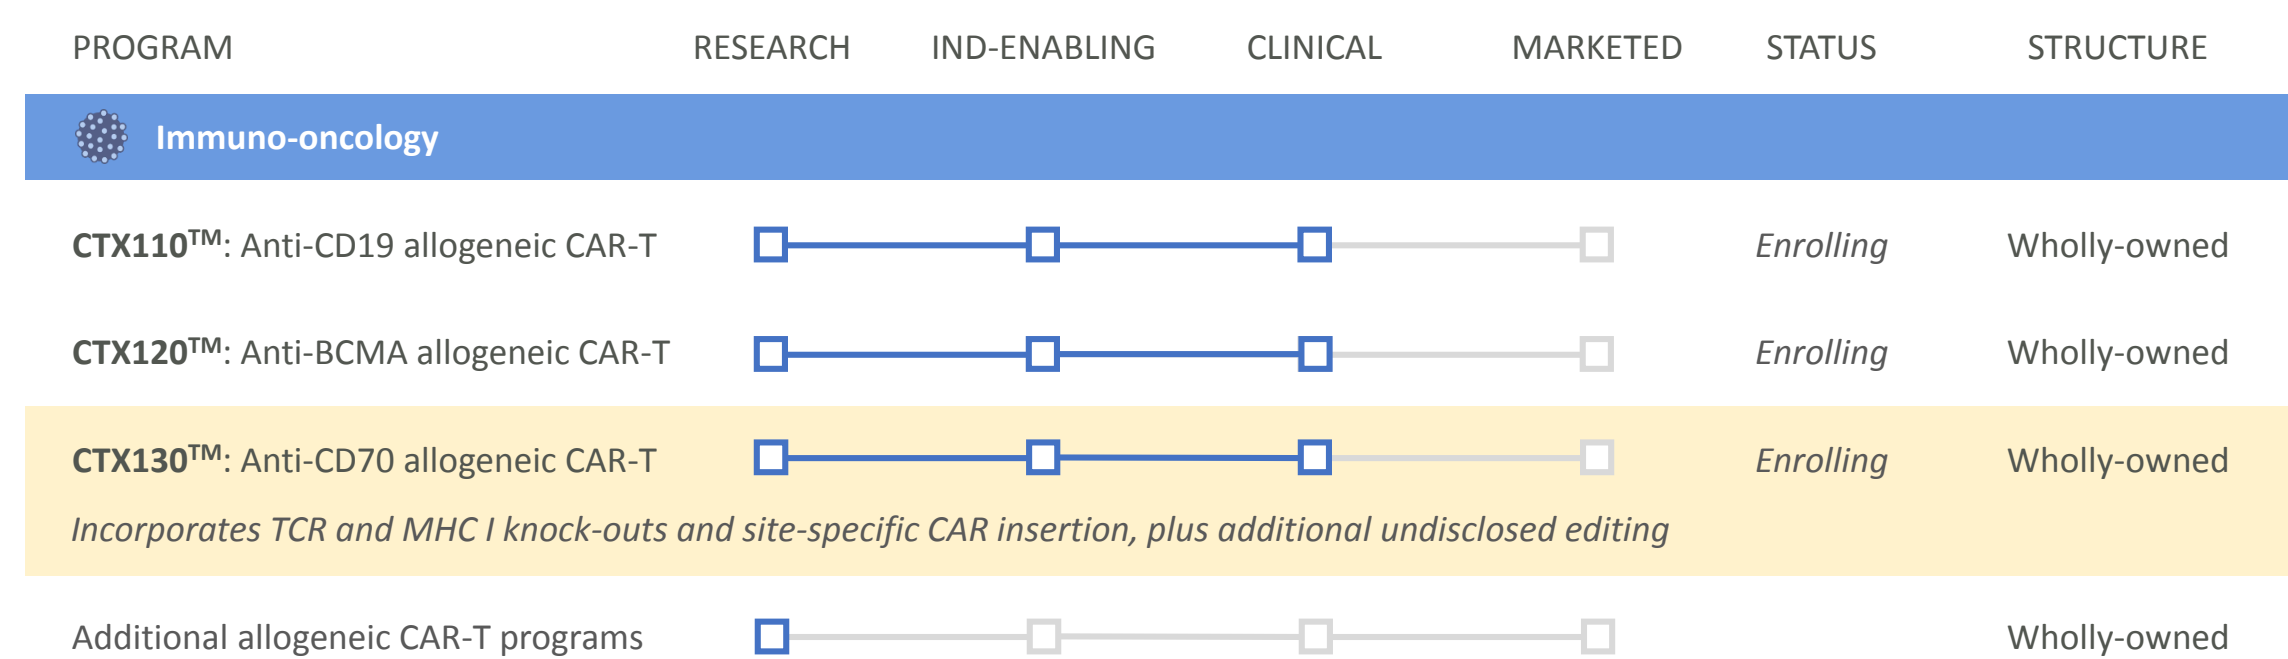 PROGRAM RESEARCH IND-ENABLING CLINICAL MARKETED STATUS STRUCTURE
Immuno-oncology
CTX110™: Anti-CD19 allogeneic CAR-T Enrolling Wholly-owned
CTX120™: Anti-BCMA allogeneic CAR-T Enrolling Wholly-owned
CTX130™: Anti-CD70 allogeneic CAR-T Enrolling Wholly-owned
Incorporates TCR and MHC I knock-outs and site-specific CAR insertion, plus additional undisclosed editing
Additional allogeneic CAR-T programs Wholly-owned